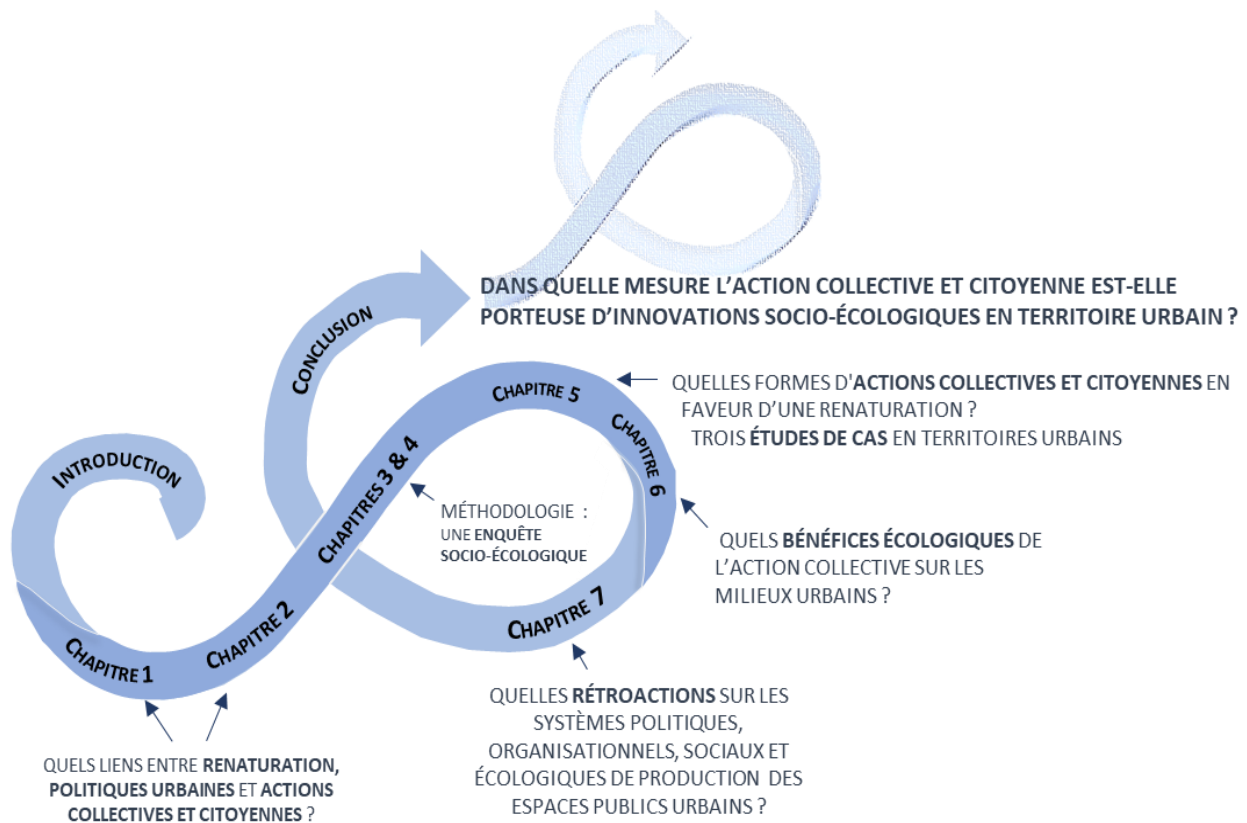 INTRODUCTION
CHAPITRE 1
CHAPITRE 2
QUELS LIENS ENTRE RENATURATION,
POLITIQUES URBAINES ET ACTIONS
COLLECTIVES ET CITOYENNES ?
CHAPITRES 3 & 4
MÉTHODOLOGIE :
UNE ENQUÊTE
SOCIO-ÉCOLOGIQUE
CHAPITRE 5
QUELLES FORMES D'ACTIONS COLLECTIVES ET CITOYENNES EN
FAVEUR D’UNE RENATURATION ?
TROIS ÉTUDES DE CAS EN TERRITOIRES URBAINS
CHAPITRE 6
QUELS BÉNÉFICES ÉCOLOGIQUES DE
L’ACTION COLLECTIVE SUR LES
MILIEUX URBAINS ?
CHAPITRE 7
QUELLES RÉTROACTIONS SUR LES
SYSTÈMES POLITIQUES,
ORGANISATIONNELS, SOCIAUX ET
ÉCOLOGIQUES DE PRODUCTION DES
ESPACES PUBLICS URBAINS ?
CONCLUSION
DANS QUELLE MESURE L’ACTION COLLECTIVE ET CITOYENNE EST-ELLE
PORTEUSE D’INNOVATIONS SOCIO-ÉCOLOGIQUES EN TERRITOIRE URBAIN ?